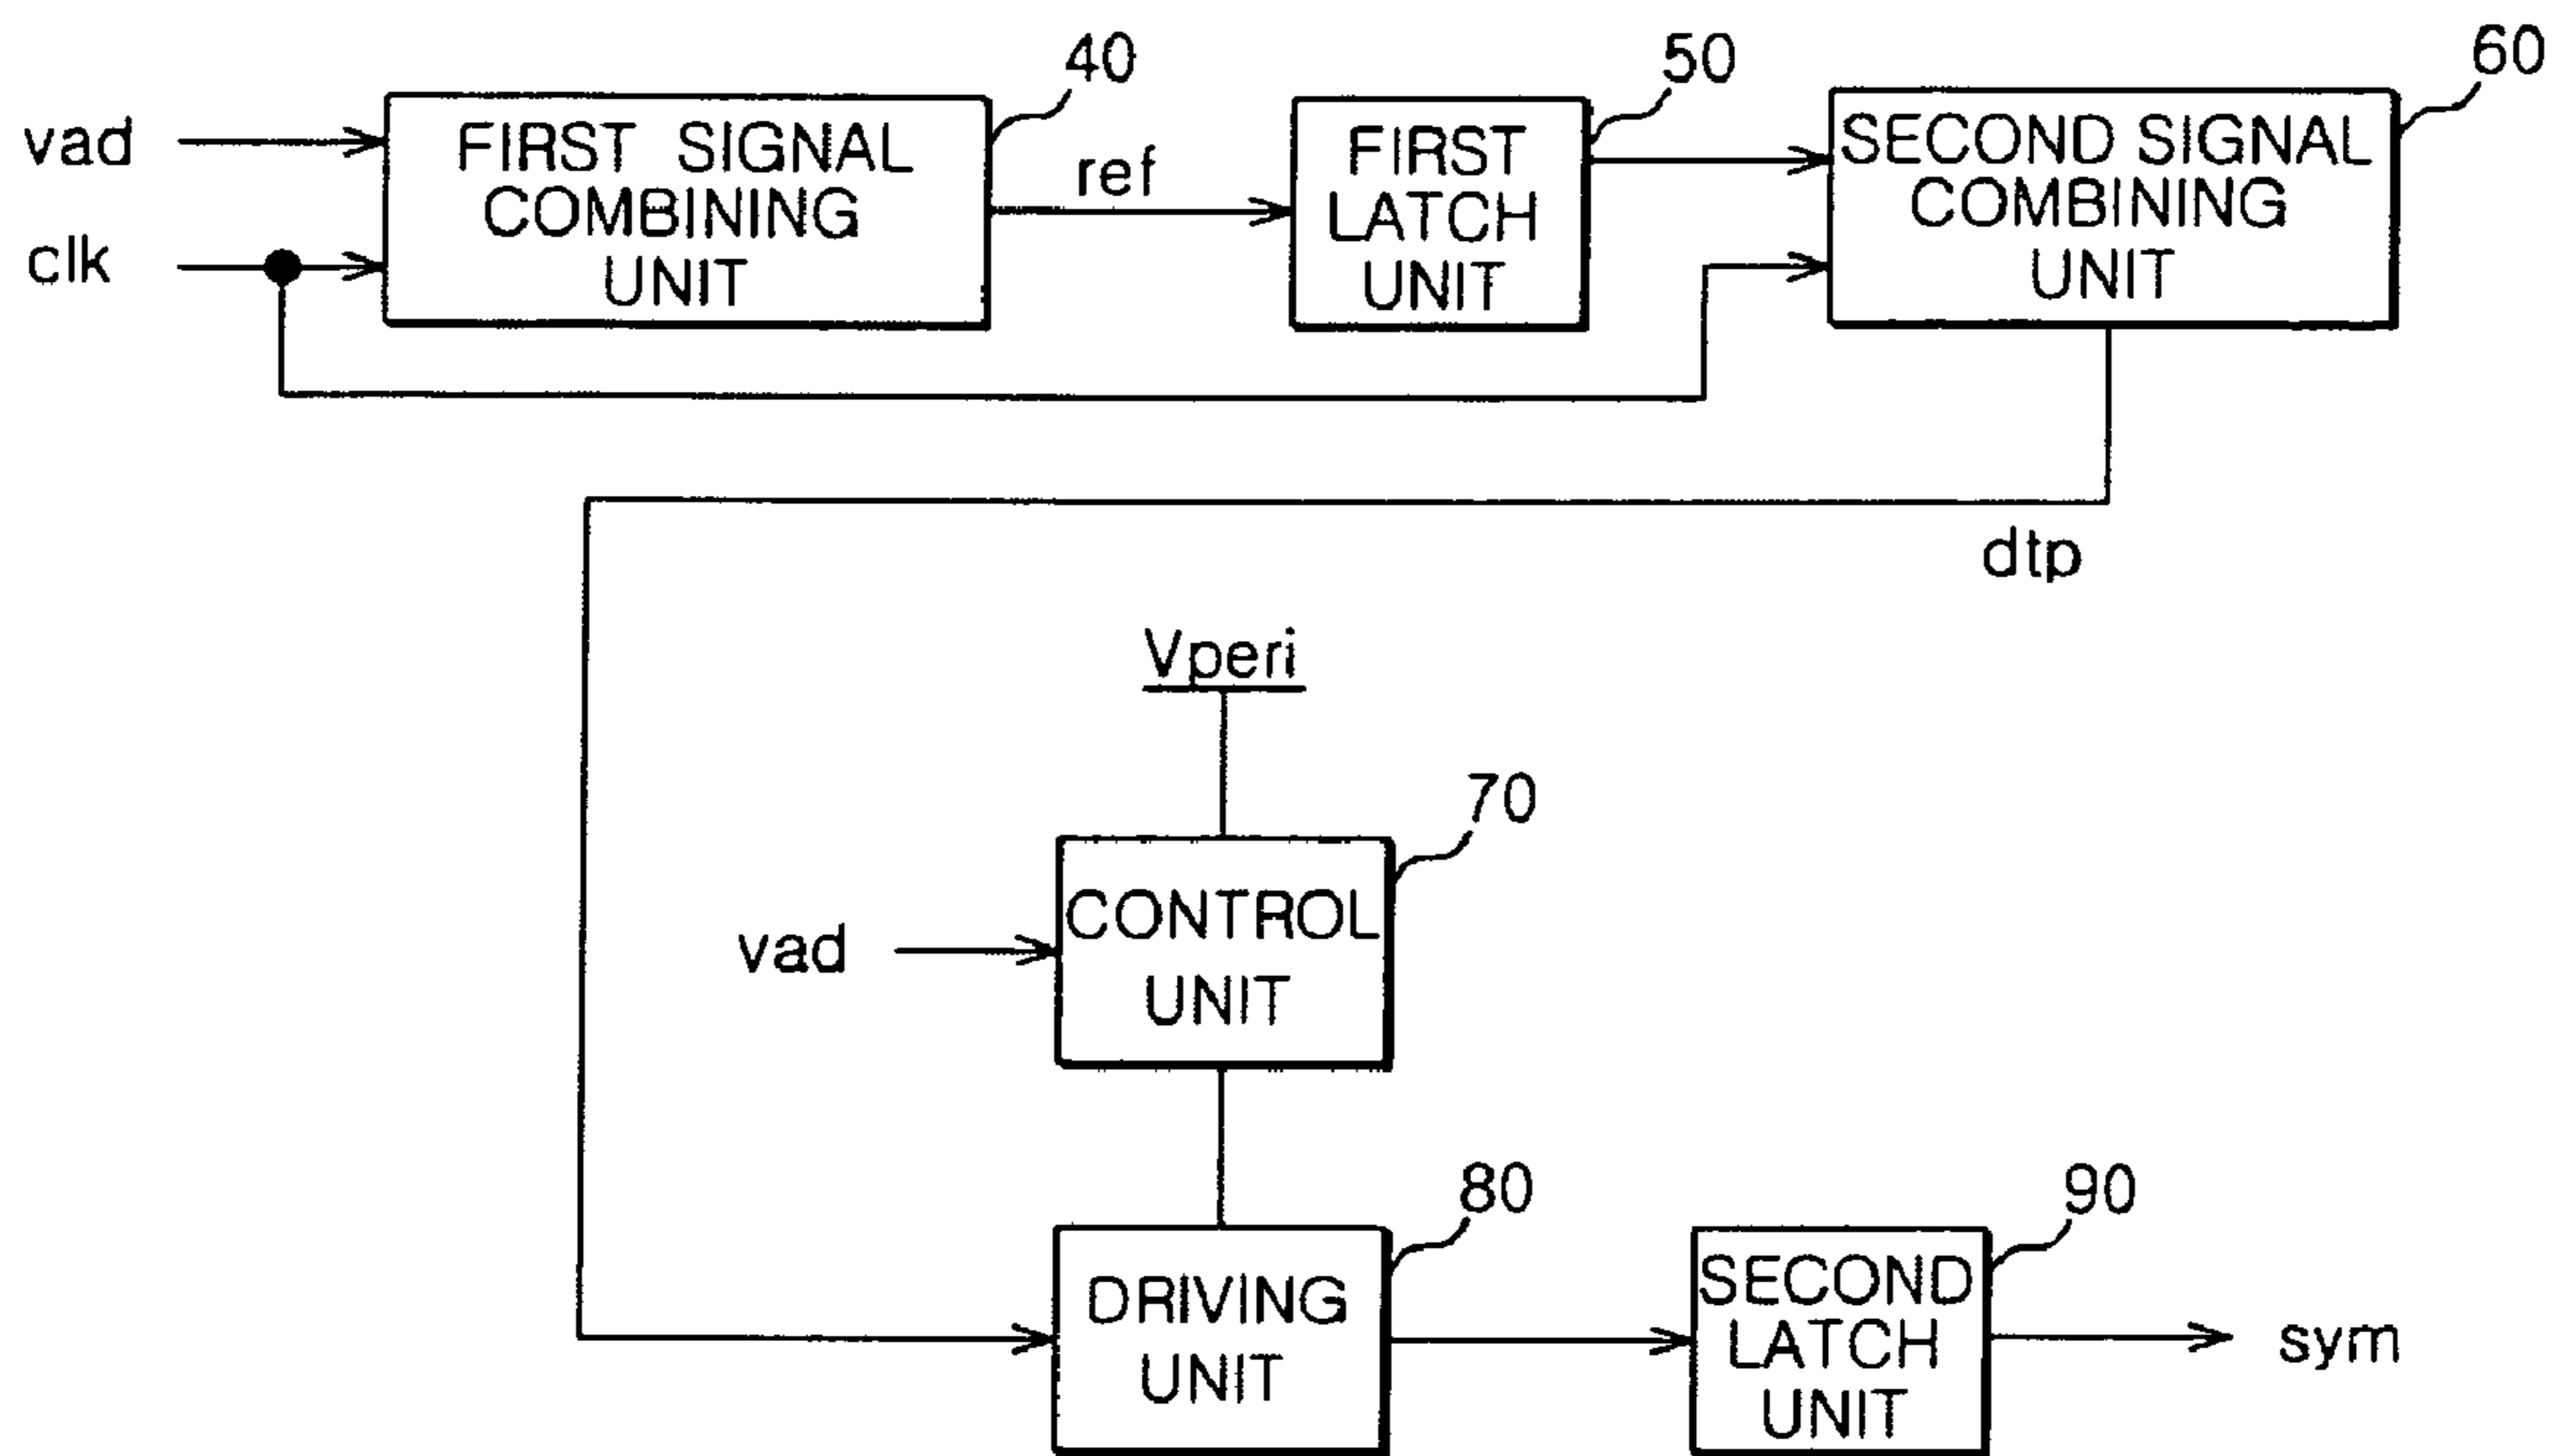 40
50
60
vad
clk
FIRST SIGNAL
COMBINING
UNIT
ref
FIRST
LATCH
UNIT
SECOND SIGNAL
COMBINING
UNIT
dtp
Vperi
70
vad
CONTROL
UNIT
80
90
DRIVING
UNIT
SECOND
LATCH
UNIT
sym